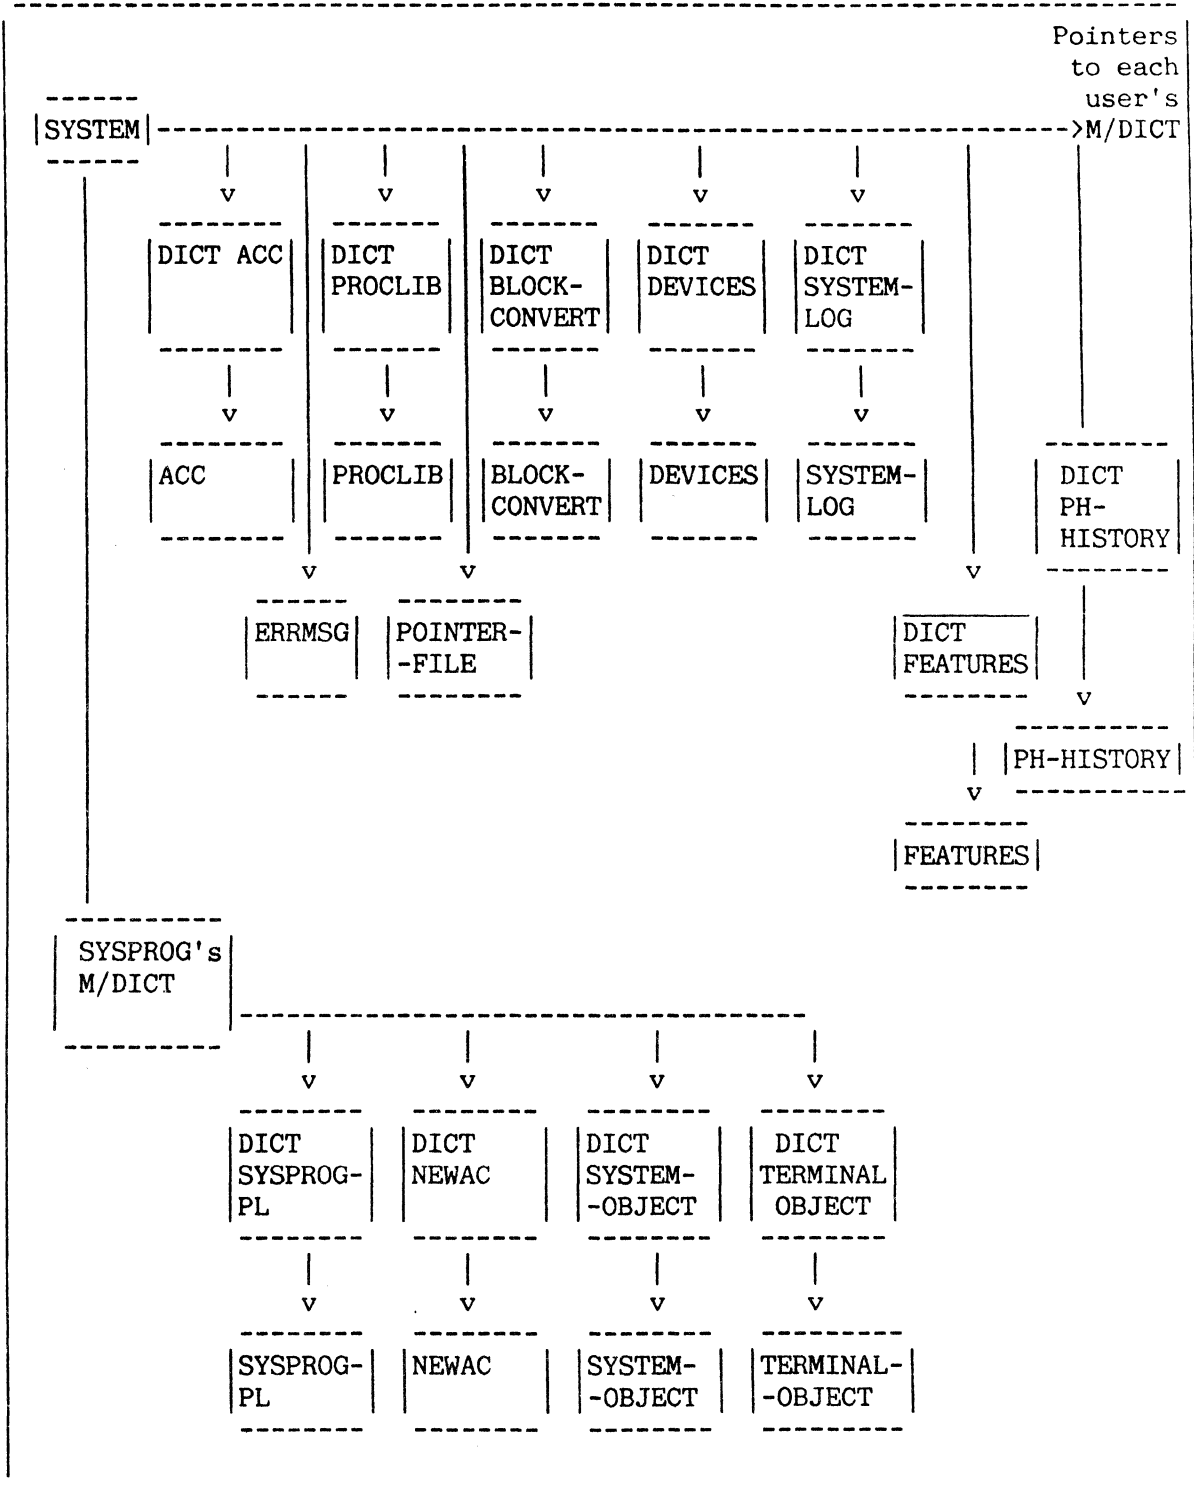 Pointers
to each
user's
SYSTEM
M/DICT
DICT ACC
DICT
PROCLIB
DICT
BLOCK-
CONVERT
DICT
DEVICES
DICT
SYSTEM-
LOG
ACC
PROCLIB
BLOCK-
CONVERT
DEVICES
SYSTEM-
LOG
DICT
PH-
HISTORY
ERRMSG
POINTER-
-FILE
DICT
FEATURES
PH-HISTORY
FEATURES
SYSPROG's
M/DICT
DICT
SYSPROG-
PL
DICT
NEWAC
DICT
SYSTEM-
-OBJECT
DICT
TERMINAL
OBJECT
SYSPROG-
PL
NEWAC
SYSTEM-
-OBJECT
TERMINAL-
-OBJECT